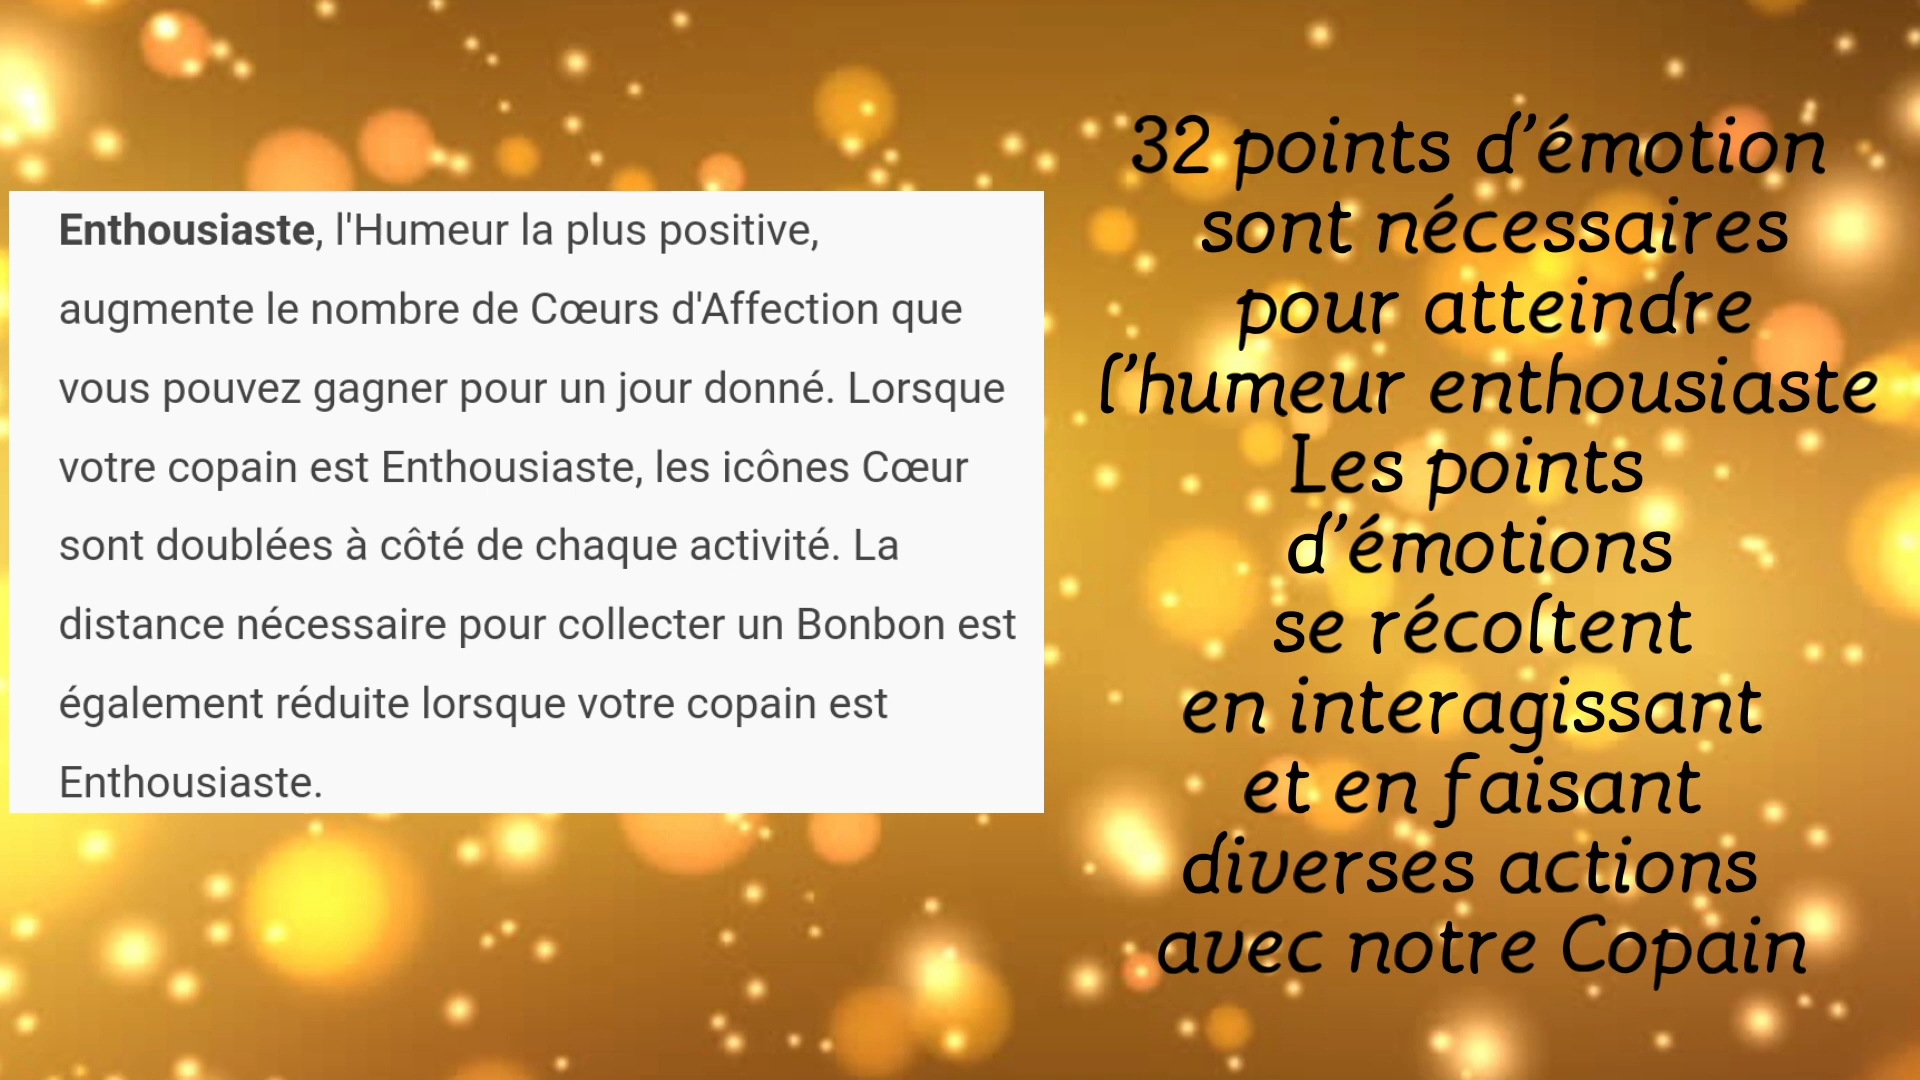 Enthousiaste, l'Humeur la plus positive,
augmente le nombre de Cœurs d'Affection que
vous pouvez gagner pour un jour donné. Lorsque
votre copain est Enthousiaste, les icônes Cœur
sont doublées à côté de chaque activité. La
distance nécessaire pour collecter un Bonbon est
également réduite lorsque votre copain est
Enthousiaste.
32 points d’émotion
sont nécessaires
pour atteindre
l’humeur enthousiaste
Les points
d’émotions
se récoltent
en interagissant
et en faisant
diverses actions
avec notre Copain